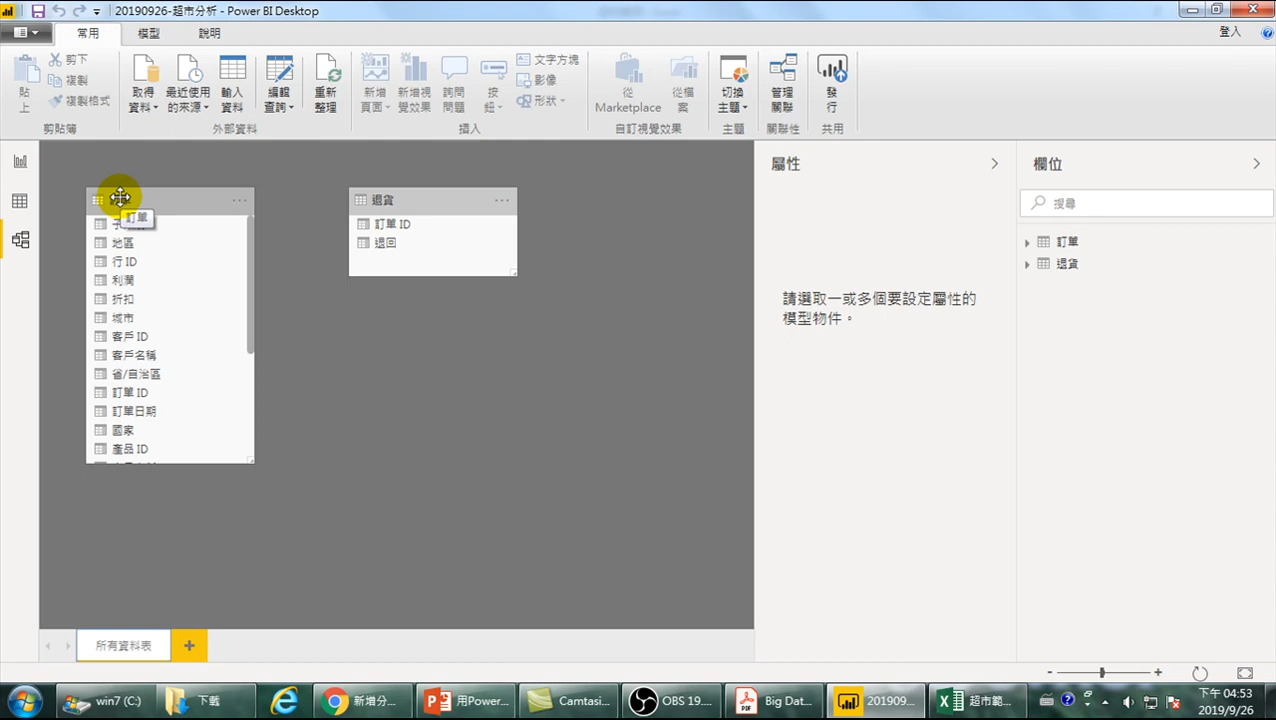 20190926-超市分析 - Power BI Desktop
常用
模型
說明
登入
貼上
剪下
複製
複製格式
剪貼簿
取得資料
最近使用的來源
輸入資料
編輯查詢
重新整理
外部資料
新增頁面
新增視覺效果
詢問問題
按鈕
文字方塊
影像
形狀
插入
從 Marketplace
從檔案
自訂視覺效果
切換主題
主題
管理關聯
關聯性
發行
共用
訂單
地區
行 ID
利潤
折扣
城市
客戶 ID
客戶名稱
省/自治區
訂單 ID
訂單日期
國家
產品 ID
退貨
訂單 ID
退回
屬性
請選取一或多個要設定屬性的
模型物件。
欄位
搜尋
訂單
退貨
所有資料表
win7 (C:)
下載
新增分...
用Power...
Camtasi...
OBS 19....
Big Dat...
201909...
超市範...
下午 04:53
2019/9/26